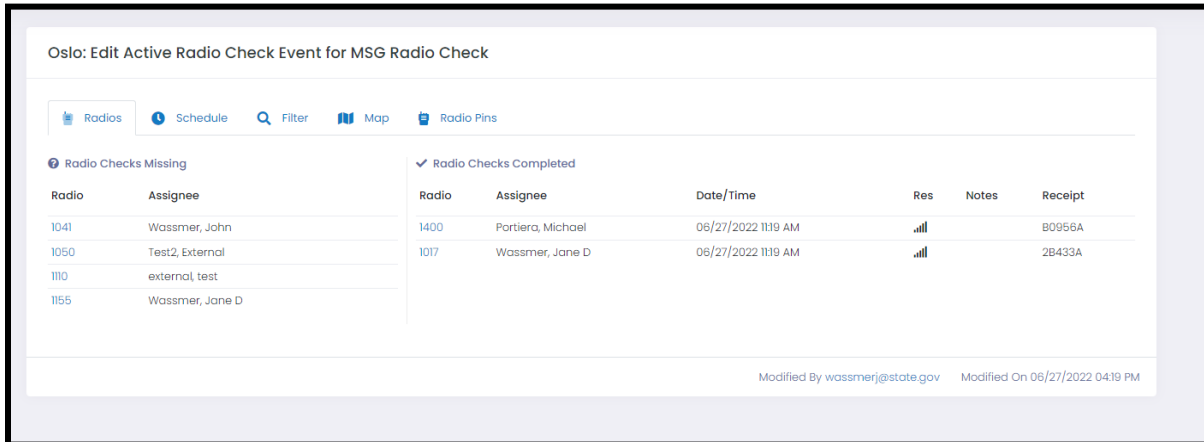 Oslo: Edit Active Radio Check Event for MSG Radio Check
Radios Schedule Filter Map Radio Pins
Radio Checks Missing
Radio Assignee
1041 Wassmer, John
1050 Test2, External
1110 external, test
1155 Wassmer, Jane D
Radio Checks Completed
Radio Assignee Date/Time Res Notes Receipt
1400 Portiera, Michael 06/27/2022 11:19 AM B0956A
1017 Wassmer, Jane D 06/27/2022 11:19 AM 2B433A
Modified By wassmerj@state.gov Modified On 06/27/2022 04:19 PM